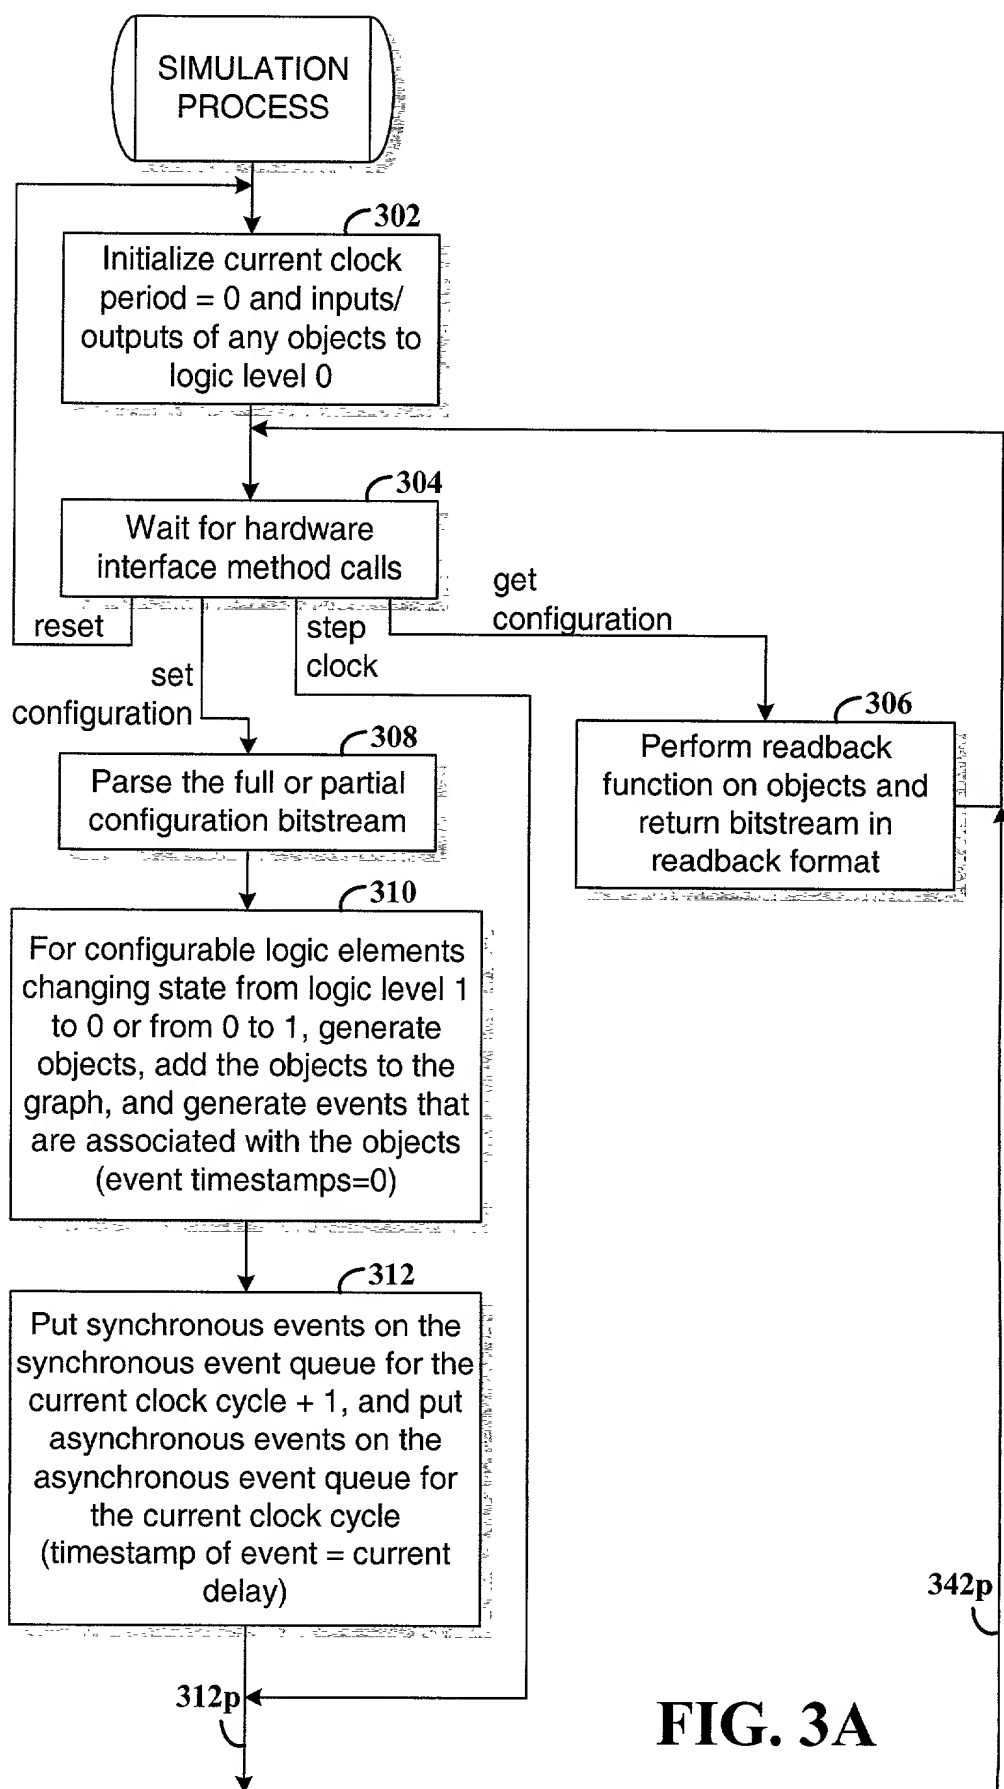 SIMULATION
PROCESS
302
Initialize current clock
period = 0 and inputs/
outputs of any objects to
logic level 0
304
Wait for hardware
interface method calls
reset
set
configuration
step
clock
get
configuration
306
Perform readback
function on objects and
return bitstream in
readback format
308
Parse the full or partial
configuration bitstream
310
For configurable logic elements
changing state from logic level 1
to 0 or from 0 to 1, generate
objects, add the objects to the
graph, and generate events that
are associated with the objects
(event timestamps=0)
312
Put synchronous events on the
synchronous event queue for the
current clock cycle + 1, and put
asynchronous events on the
asynchronous event queue for
the current clock cycle
(timestamp of event = current
delay)
342p
312p
FIG. 3A